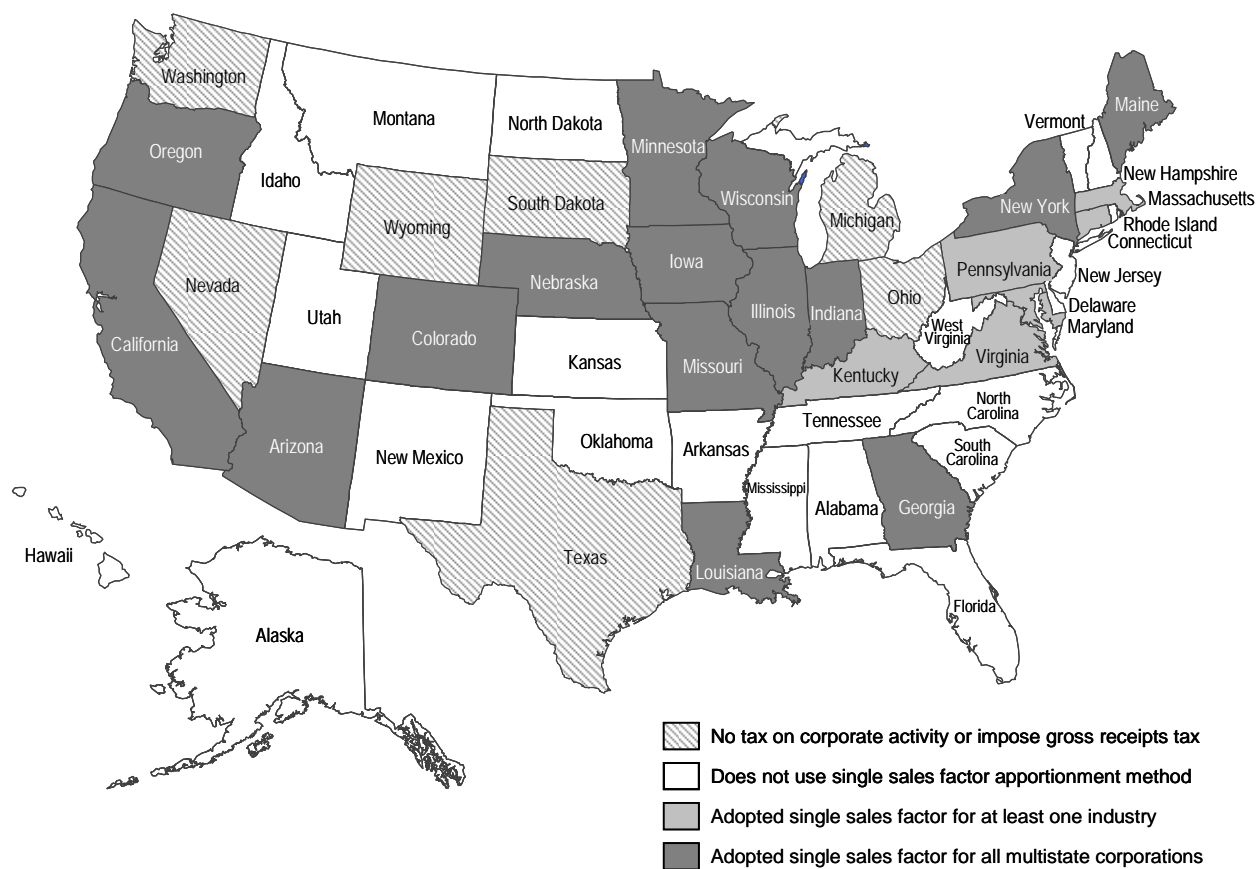 Washington
Montana
North Dakota
Minnesota
Maine
Vermont
Oregon
Idaho
Wyoming
South Dakota
Wisconsin
Michigan
New York
New Hampshire
Massachusetts
Rhode Island
Connecticut
Nevada
Utah
Colorado
Nebraska
Iowa
Illinois
Indiana
Ohio
Pennsylvania
New Jersey
Delaware
Maryland
West
Virginia
Virginia
California
Kansas
Missouri
Kentucky
Arizona
New Mexico
Oklahoma
Arkansas
Tennessee
North
Carolina
South
Carolina
Mississippi
Alabama
Georgia
Texas
Louisiana
Florida
Hawaii
Alaska
No tax on corporate activity or impose gross receipts tax
Does not use single sales factor apportionment method
Adopted single sales factor for at least one industry
Adopted single sales factor for all multistate corporations